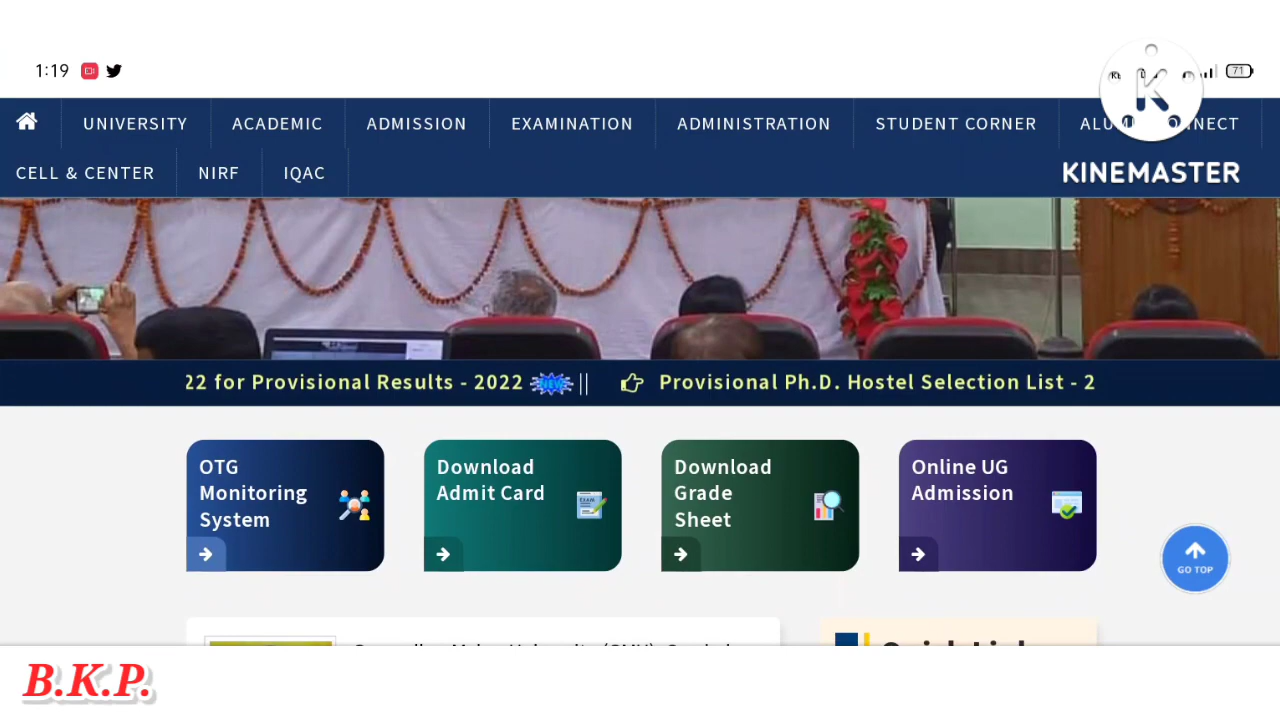 1:19
71
UNIVERSITY ACADEMIC ADMISSION EXAMINATION ADMINISTRATION STUDENT CORNER
CELL & CENTER NIRF IQAC
KINEMASTER
22 for Provisional Results - 2022 NEW || Provisional Ph.D. Hostel Selection List - 2
OTG
Monitoring
System
Download
Admit Card
Download
Grade
Sheet
Online UG
Admission
GO TOP
B.K.P.